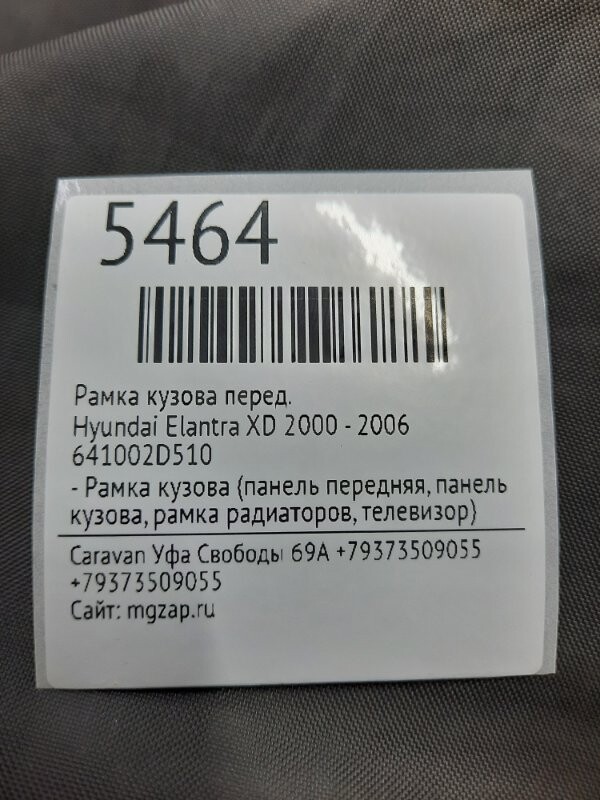 5464
Рамка кузова перед.
Hyundai Elantra XD 2000 - 2006
641002D510
- Рамка кузова (панель передняя, панель
кузова, рамка радиаторов, телевизор)
Caravan Уфа Свободы 69А +79373509055
+79373509055
Сайт: mgzap.ru